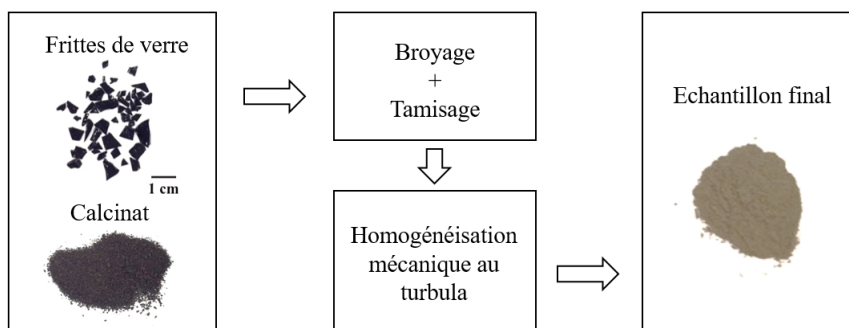 Frittes de verre
1 cm
Calcinat
Broyage
+
Tamisage
Homogénéisation
mécanique au
turbula
Echantillon final